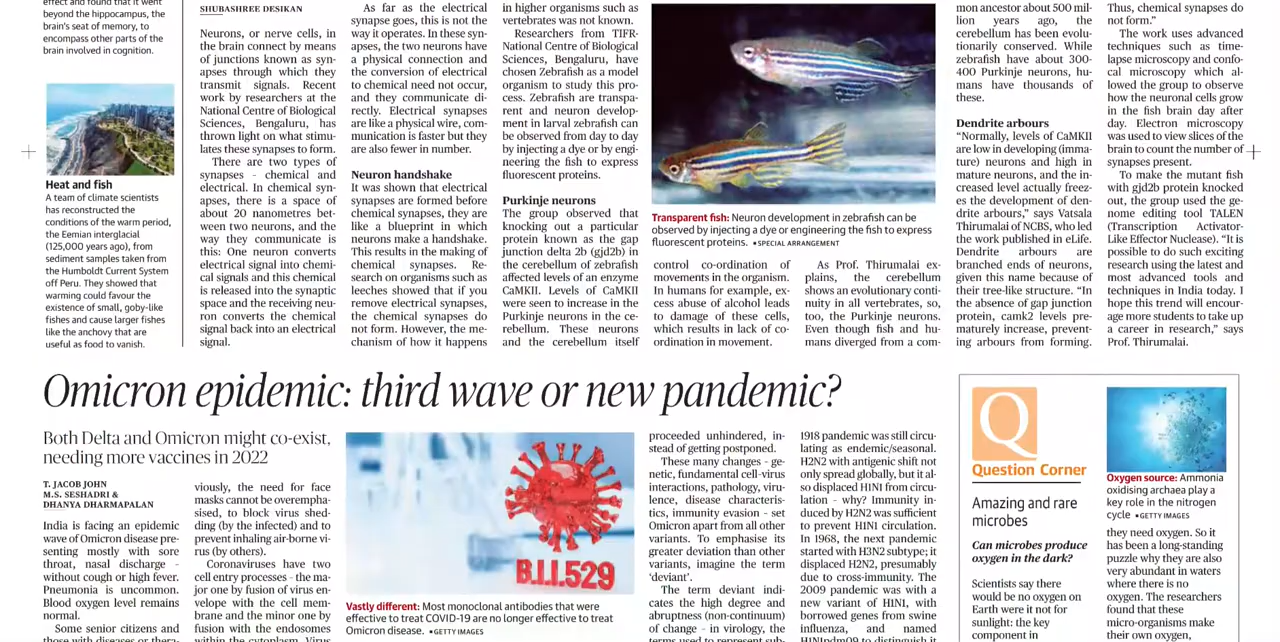 effect and found that it went
beyond the hippocampus, the
brain's seat of memory, to
encompass other parts of the
brain involved in cognition.
Heat and fish
A team of climate scientists
has reconstructed the
conditions of the warm period,
the Eemian interglacial
(125,000 years ago), from
sediment samples taken from
the Humboldt Current System
off Peru. They showed that
warming could favour the
existence of small, goby-like
fishes and cause larger fishes
like the anchovy that are
useful as food to vanish.
SHUBASHREE DESIKAN
Neurons, or nerve cells, in
the brain connect by means
of junctions known as syn-
apses through which they
transmit signals. Recent
work by researchers at the
National Centre of Biological
Sciences, Bengaluru, has
thrown light on what stimu-
lates these synapses to form.
There are two types of
synapses - chemical and
electrical. In chemical syn-
apses, there is a space of
about 20 nanometres bet-
ween two neurons, and the
way they communicate is
this: One neuron converts
electrical signal into chemi-
cal signals and this chemical
is released into the synaptic
space and the receiving neu-
ron converts the chemical
signal back into an electrical
signal.
As far as the electrical
synapse goes, this is not the
way it operates. In these syn-
apses, the two neurons have
a physical connection and
the conversion of electrical
to chemical need not occur,
and they communicate di-
rectly. Electrical synapses
are like a physical wire, com-
munication is faster but they
are also fewer in number.
Neuron handshake
It was shown that electrical
synapses are formed before
chemical synapses, they are
like a blueprint in which
neurons make a handshake.
This results in the making of
chemical synapses. Re-
search on organisms such as
leeches showed that if you
remove electrical synapses,
the chemical synapses do
not form. However, the me-
chanism of how it happens
in higher organisms such as
vertebrates was not known.
Researchers from TIFR-
National Centre of Biological
Sciences, Bengaluru, have
chosen Zebrafish as a model
organism to study this pro-
cess. Zebrafish are transpa-
rent and neuron develop-
ment in larval zebrafish can
be observed from day to day
by injecting a dye or by engi-
neering the fish to express
fluorescent proteins.
Purkinje neurons
The group observed that
knocking out a particular
protein known as the gap
junction delta 2b (gjd2b) in
the cerebellum of zebrafish
affected levels of an enzyme
CaMKII. Levels of CaMKII
were seen to increase in the
Purkinje neurons in the ce-
rebellum. These neurons
and the cerebellum itself
Transparent fish: Neuron development in zebrafish can be
observed by injecting a dye or engineering the fish to express
fluorescent proteins. ▪SPECIAL ARRANGEMENT
control co-ordination of
movements in the organism.
In humans for example, ex-
cess abuse of alcohol leads
to damage of these cells,
which results in lack of co-
ordination in movement.
As Prof. Thirumalai ex-
plains, the cerebellum
shows an evolutionary conti-
nuity in all vertebrates, so,
too, the Purkinje neurons.
Even though fish and hu-
mans diverged from a com-
mon ancestor about 500 mil-
lion years ago, the
cerebellum has been evolu-
tionarily conserved. While
zebrafish have about 300-
400 Purkinje neurons, hu-
mans have thousands of
these.
Dendrite arbours
"Normally, levels of CaMKII
are low in developing (imma-
ture) neurons and high in
mature neurons, and the in-
creased level actually freez-
es the development of den-
drite arbours," says Vatsala
Thirumalai of NCBS, who led
the work published in eLife.
Dendrite arbours are
branched ends of neurons,
given this name because of
their tree-like structure. "In
the absence of gap junction
protein, camk2 levels pre-
maturely increase, prevent-
ing arbours from forming.
Thus, chemical synapses do
not form."
The work uses advanced
techniques such as time-
lapse microscopy and confo-
cal microscopy which al-
lowed the group to observe
how the neuronal cells grow
in the fish brain day after
day. Electron microscopy
was used to view slices of the
brain to count the number of
synapses present.
To make the mutant fish
with gjd2b protein knocked
out, the group used the ge-
nome editing tool TALEN
(Transcription Activator-
Like Effector Nuclease). "It is
possible to do such exciting
research using the latest and
most advanced tools and
techniques in India today. I
hope this trend will encour-
age more students to take up
a career in research," says
Prof. Thirumalai.
Omicron epidemic: third wave or new pandemic?
Both Delta and Omicron might co-exist,
needing more vaccines in 2022
T. JACOB JOHN
M.S. SESHADRI &
DHANYA DHARMAPALAN
India is facing an epidemic
wave of Omicron disease pre-
senting mostly with sore
throat, nasal discharge -
without cough or high fever.
Pneumonia is uncommon.
Blood oxygen level remains
normal.
Some senior citizens and
those with diseases or thera-
viously, the need for face
masks cannot be overempha-
sised, to block virus shed-
ding (by the infected) and to
prevent inhaling air-borne vi-
rus (by others).
Coronaviruses have two
cell entry processes - the ma-
jor one by fusion of virus en-
velope with the cell mem-
brane and the minor one by
fusion with the endosomes
within the cytoplasm. Virus
B.1.1.529
Vastly different: Most monoclonal antibodies that were
effective to treat COVID-19 are no longer effective to treat
Omicron disease. ▪GETTY IMAGES
proceeded unhindered, in-
stead of getting postponed.
These many changes - ge-
netic, fundamental cell-virus
interactions, pathology, viru-
lence, disease characteris-
tics, immunity evasion - set
Omicron apart from all other
variants. To emphasise its
greater deviation than other
variants, imagine the term
'deviant'.
The term deviant indi-
cates the high degree and
abruptness (non-continuum)
of change - in virology, the
terms used to represent sub-
1918 pandemic was still circu-
lating as endemic/seasonal.
H2N2 with antigenic shift not
only spread globally, but it al-
so displaced H1N1 from circu-
lation - why? Immunity in-
duced by H2N2 was sufficient
to prevent H1N1 circulation.
In 1968, the next pandemic
started with H3N2 subtype; it
displaced H2N2, presumably
due to cross-immunity. The
2009 pandemic was with a
new variant of H1N1, with
borrowed genes from swine
influenza, and named
H1N1pdm09 to distinguish it
Q
Question Corner
Amazing and rare
microbes
Can microbes produce
oxygen in the dark?
Scientists say there
would be no oxygen on
Earth were it not for
sunlight: the key
component in
Oxygen source: Ammonia
oxidising archaea play a
key role in the nitrogen
cycle ▪GETTY IMAGES
they need oxygen. So it
has been a long-standing
puzzle why they are also
very abundant in waters
where there is no
oxygen. The researchers
found that these
micro-organisms make
their own oxygen.